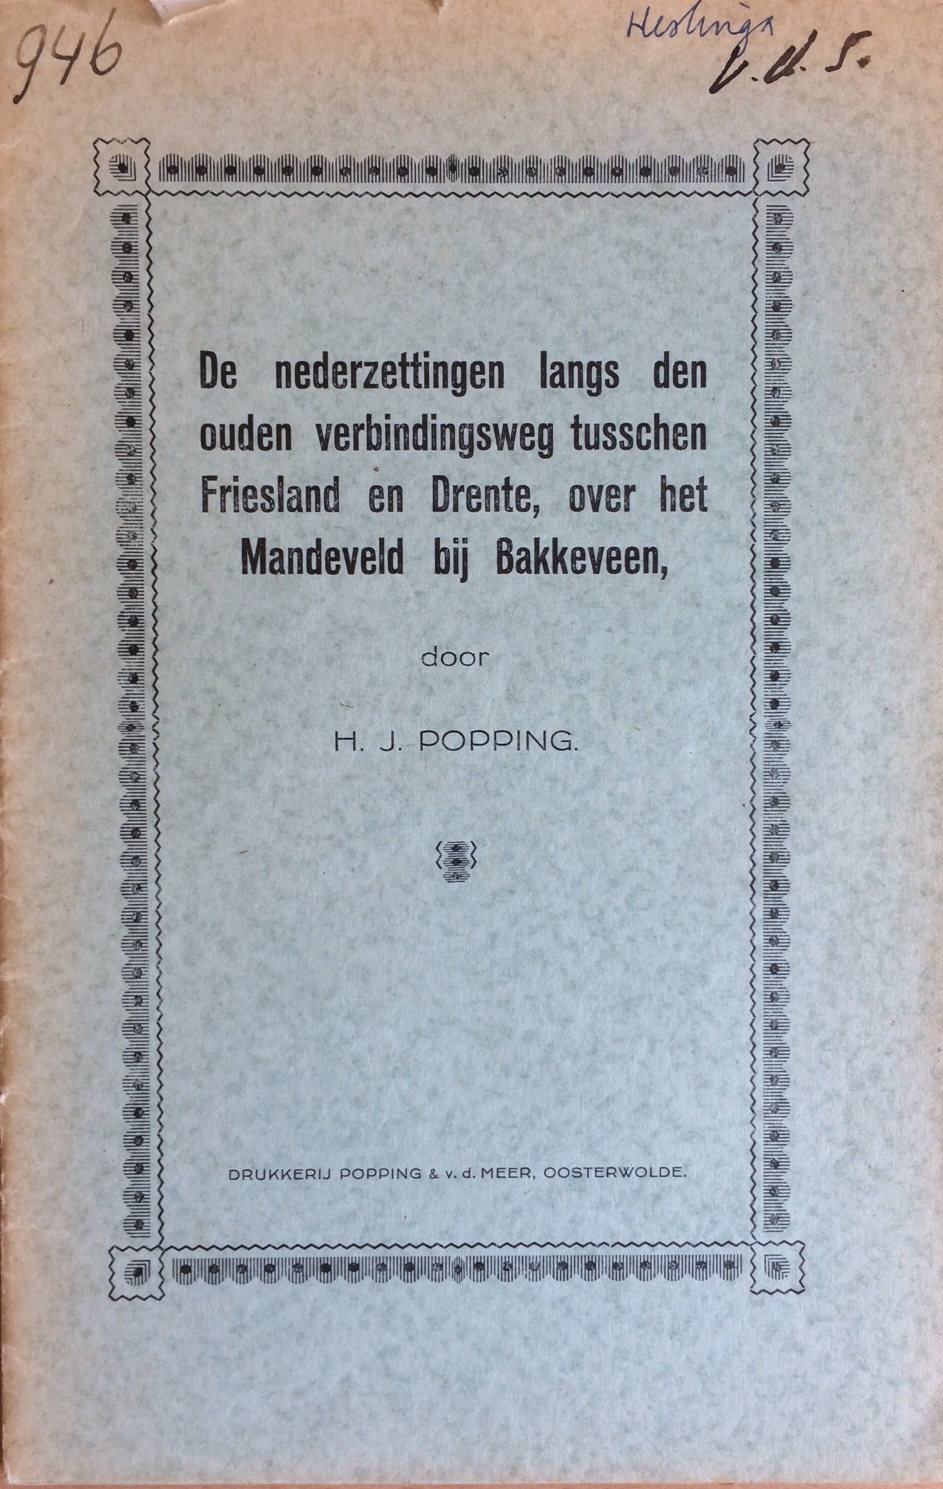 946
Heslinga
v.d.S.
De nederzettingen langs den
ouden verbindingsweg tusschen
Friesland en Drente, over het
Mandeveld bij Bakkeveen,
door
H. J. POPPING.
DRUKKERIJ POPPING & v. d. MEER, OOSTERWOLDE.